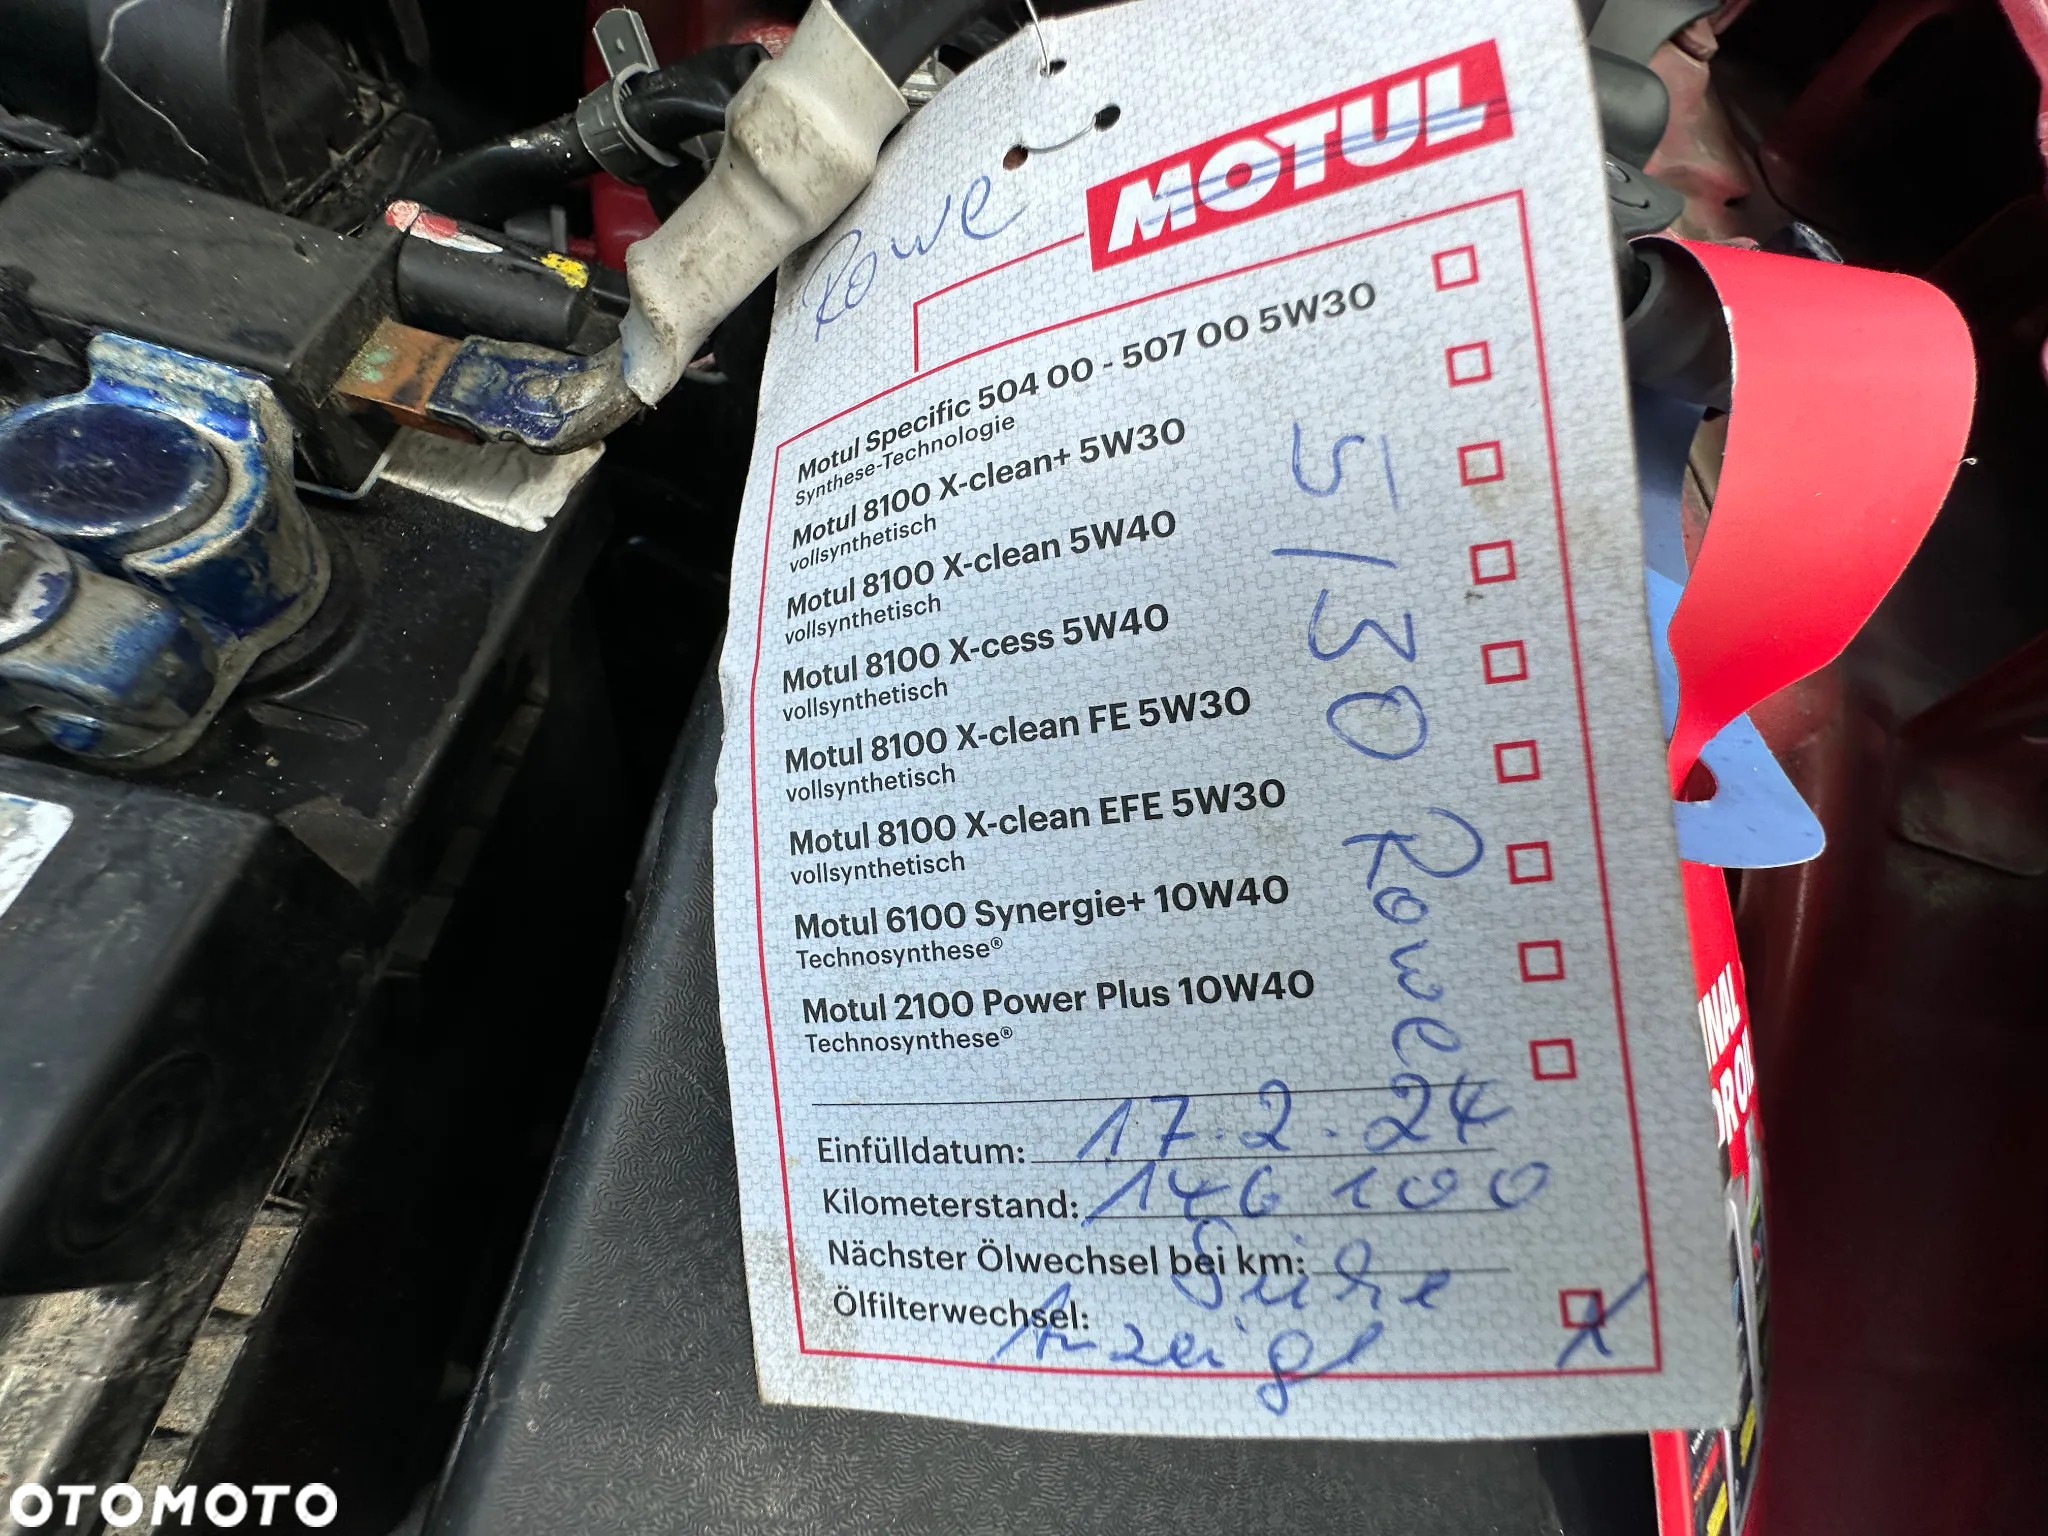 Rowe
MOTUL
Motul Specific 504 00 - 507 00 5W30
Synthese-Technologie
Motul 8100 X-clean+ 5W30
vollsynthetisch
Motul 8100 X-clean 5W40
vollsynthetisch
Motul 8100 X-cess 5W40
vollsynthetisch
Motul 8100 X-clean FE 5W30
vollsynthetisch
Motul 8100 X-clean EFE 5W30
vollsynthetisch
Motul 6100 Synergie+ 10W40
Technosynthese®
Motul 2100 Power Plus 10W40
Technosynthese®
5/30 Rowe
Einfülldatum: 17.2.24
Kilometerstand: 146 100
Nächster Ölwechsel bei km: Siehe
Ölfilterwechsel: X
Anzeige
OTOMOTO